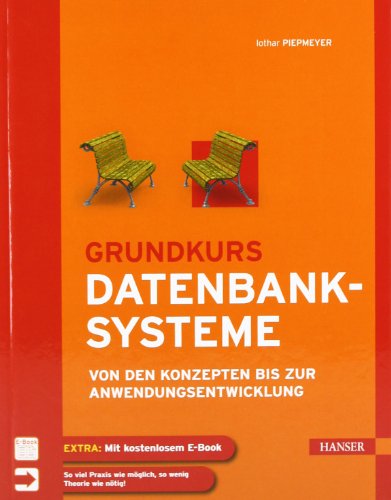 lothar PIEPMEYER
GRUNDKURS
DATENBANK-
SYSTEME
VON DEN KONZEPTEN BIS ZUR
ANWENDUNGSENTWICKLUNG
E-Book
EXTRA: Mit kostenlosem E-Book
HANSER
So viel Praxis wie möglich, so wenig
Theorie wie nötig!